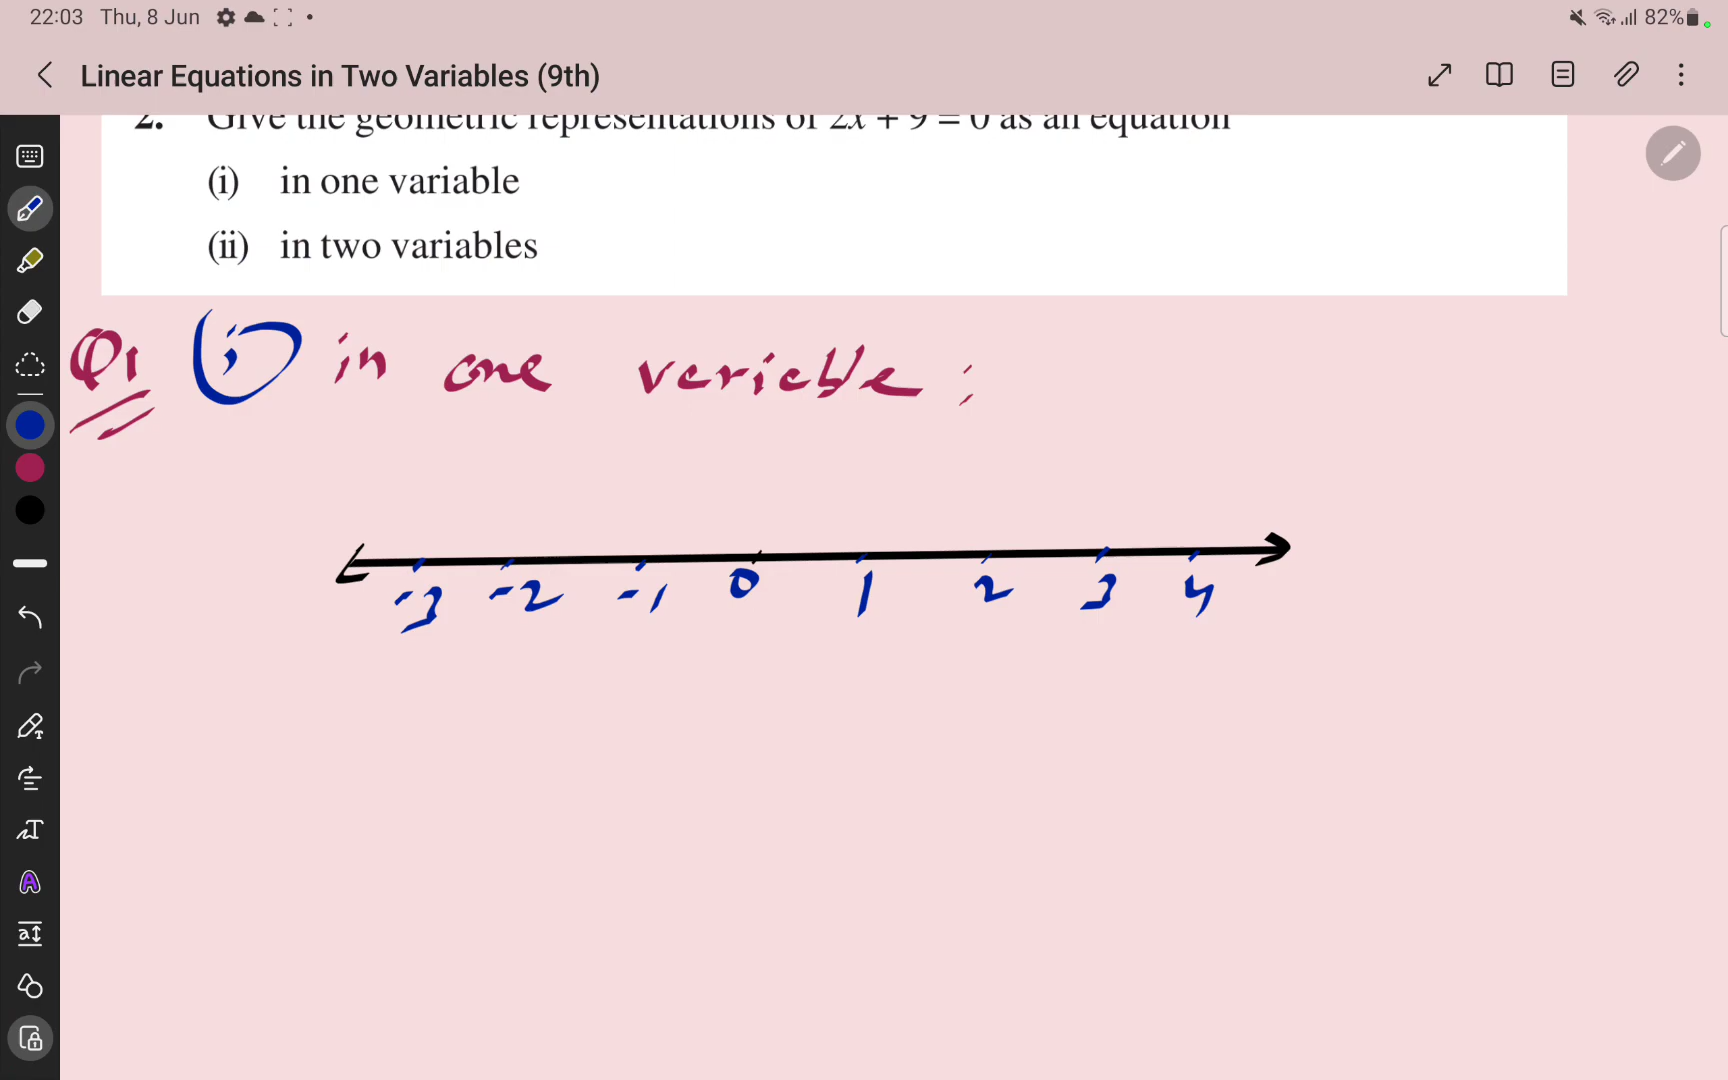 22:03 Thu, 8 Jun 82%
Linear Equations in Two Variables (9th)
2. Give the geometric representations of 2x + 9 = 0 as an equation
(i) in one variable
(ii) in two variables
Q1 (i) in one verieble :
-3 -2 -1 0 1 2 3 4